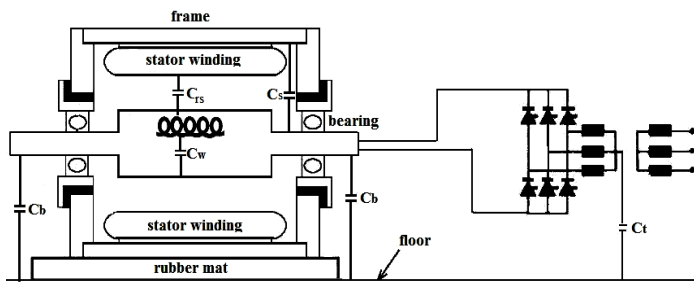 frame
stator winding
Crs
Cs
bearing
Cw
Cb
Cb
Ct
stator winding
floor
rubber mat